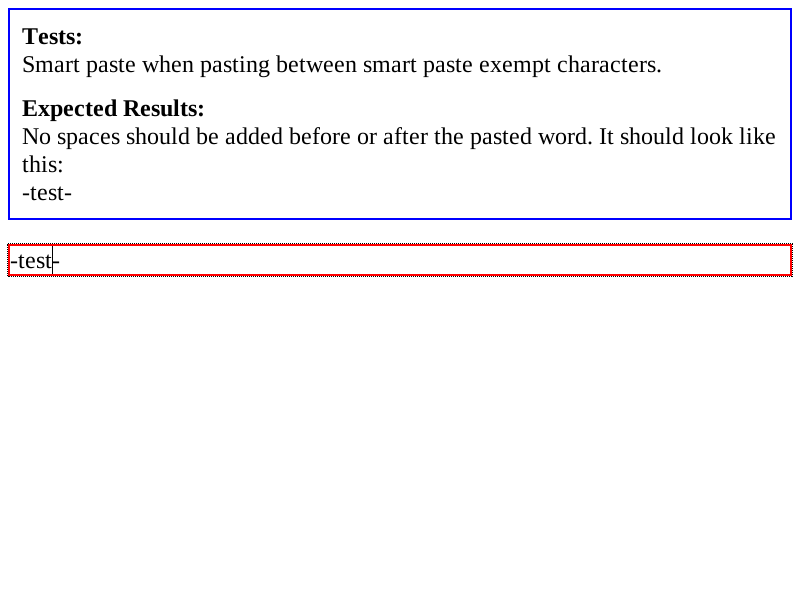 Tests:
Smart paste when pasting between smart paste exempt characters.
Expected Results:
No spaces should be added before or after the pasted word. It should look like
this:
-test-
-test-